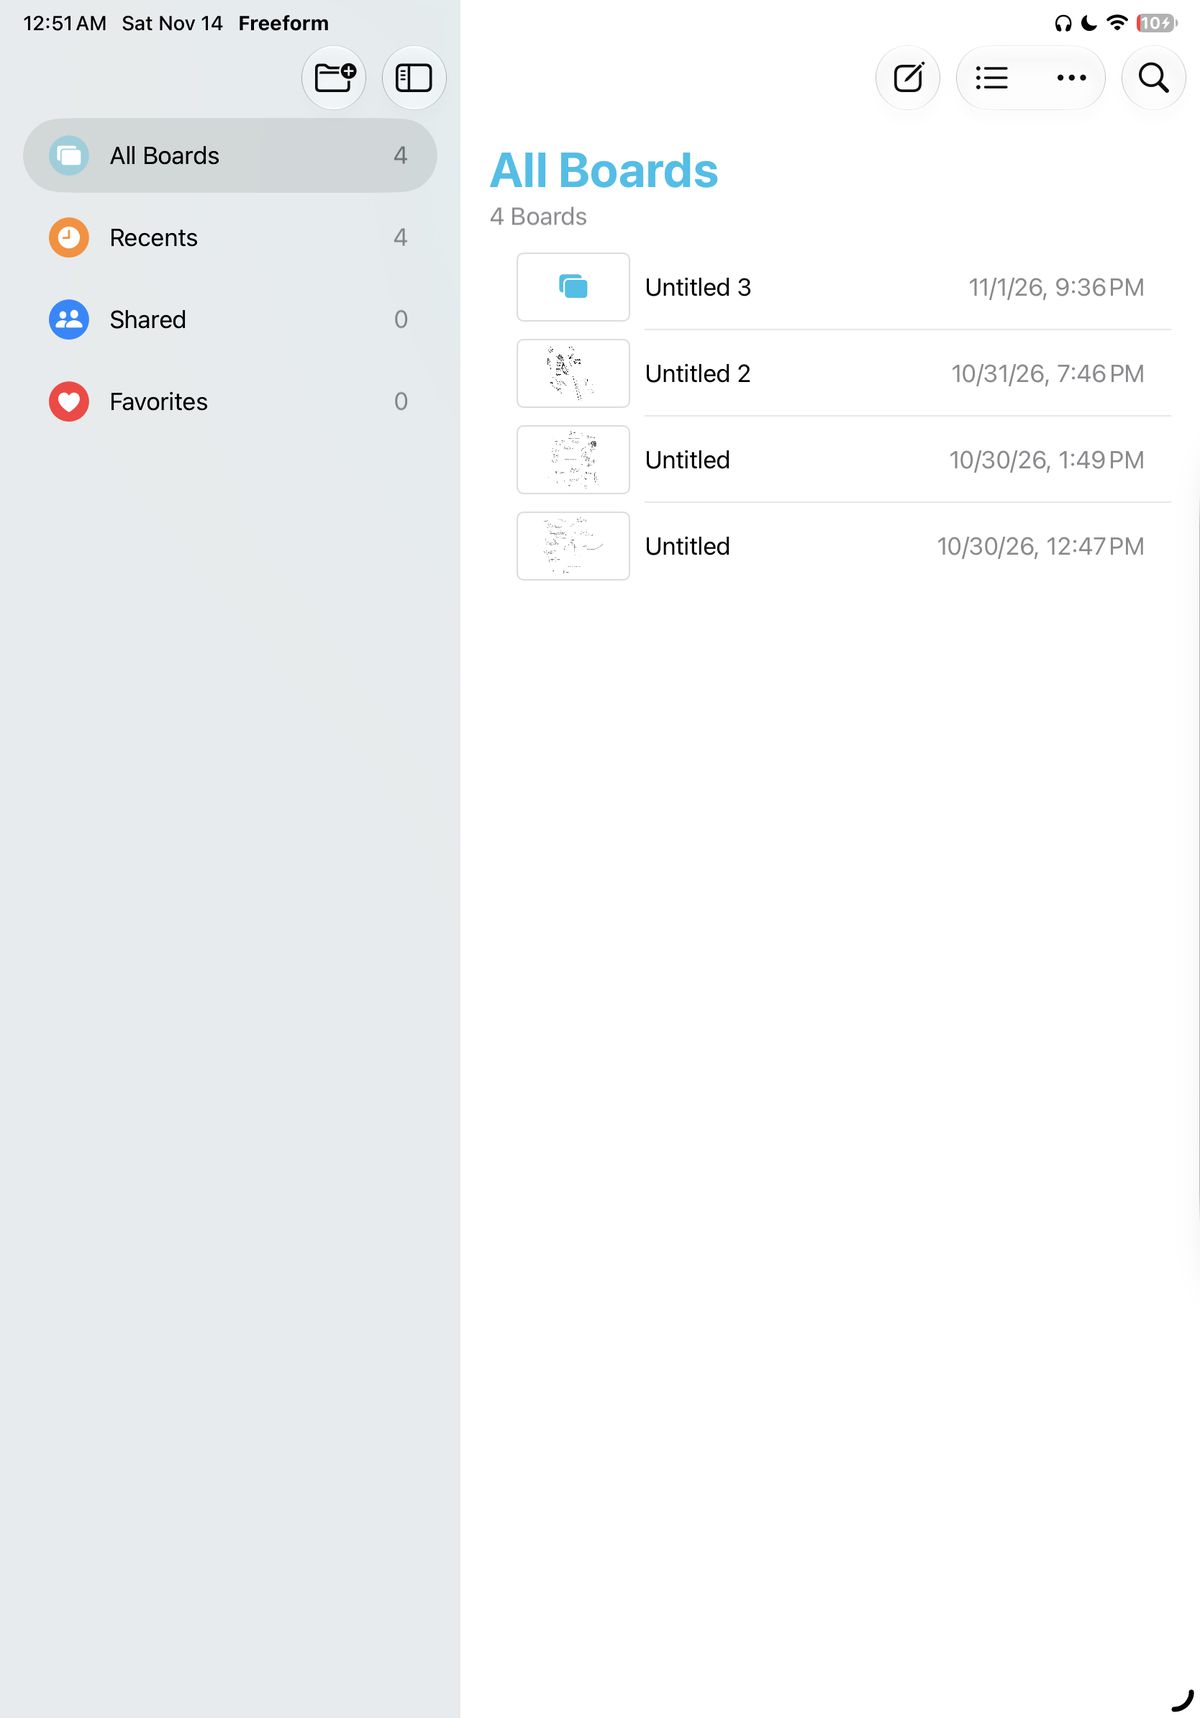 12:51 AM Sat Nov 14 Freeform
10
All Boards 4
Recents 4
Shared 0
Favorites 0
All Boards
4 Boards
Untitled 3 11/1/26, 9:36 PM
Untitled 2 10/31/26, 7:46 PM
Untitled 10/30/26, 1:49 PM
Untitled 10/30/26, 12:47 PM